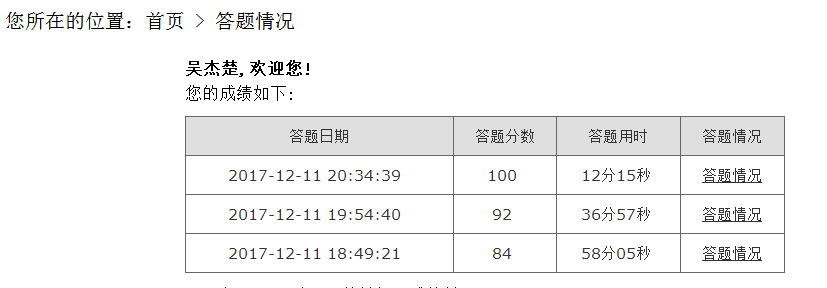 您所在的位置：首页 > 答题情况
吴杰楚，欢迎您！
您的成绩如下：
答题日期 答题分数 答题用时 答题情况
2017-12-11 20:34:39 100 12分15秒 答题情况
2017-12-11 19:54:40 92 36分57秒 答题情况
2017-12-11 18:49:21 84 58分05秒 答题情况